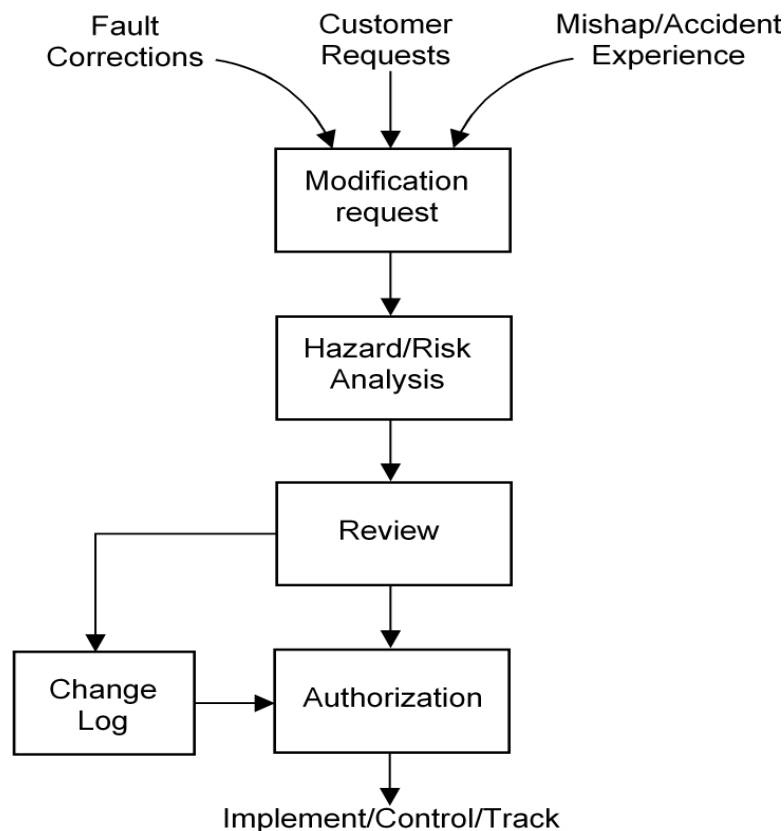 Fault
Corrections
Customer
Requests
Mishap/Accident
Experience
Modification
request
Hazard/Risk
Analysis
Review
Change
Log
Authorization
Implement/Control/Track